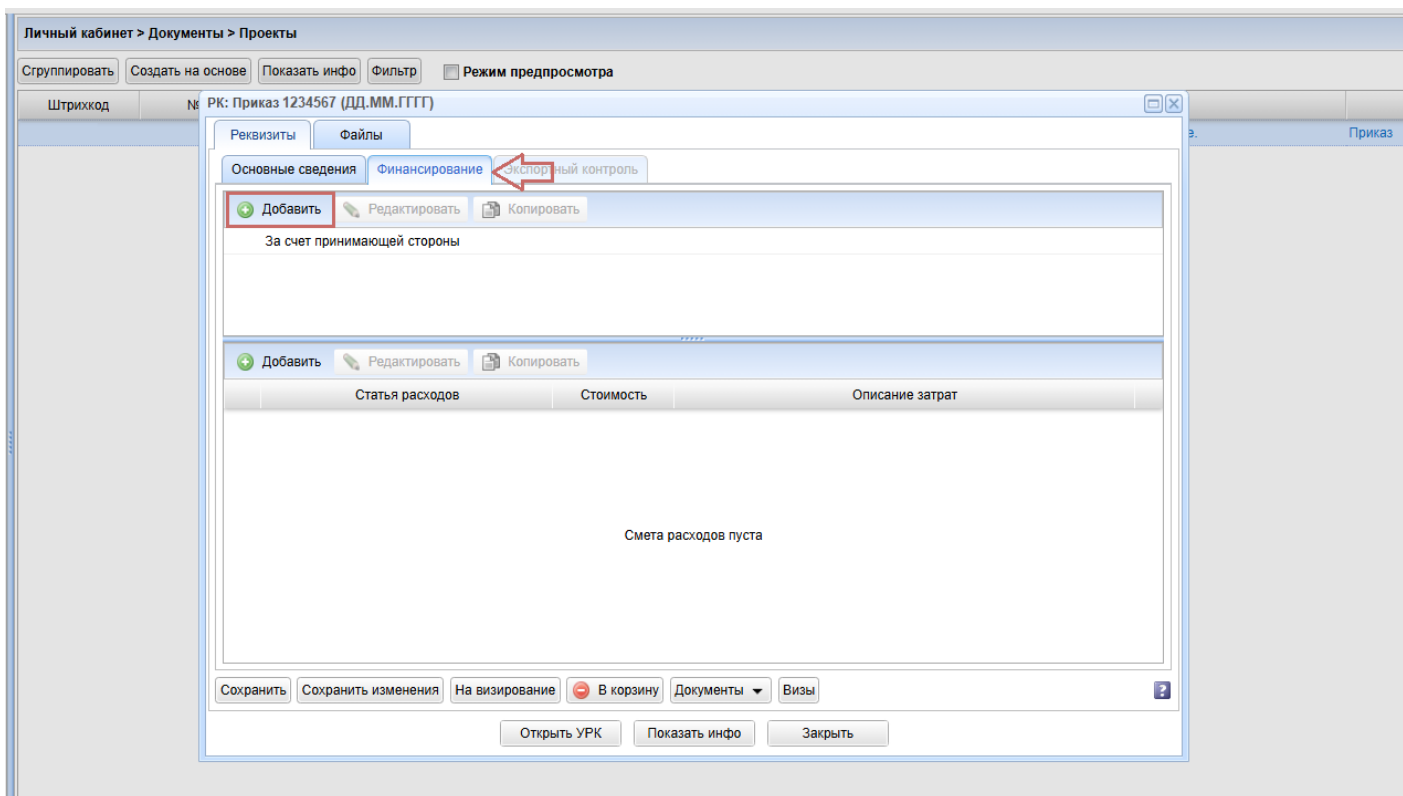 Личный кабинет > Документы > Проекты
Сгруппировать Создать на основе Показать инфо Фильтр Режим предпросмотра
Штрихкод №
РК: Приказ 1234567 (ДД.ММ.ГГГГ)
Реквизиты Файлы
е. Приказ
Основные сведения Финансирование Экспортный контроль
Добавить Редактировать Копировать
За счет принимающей стороны
Добавить Редактировать Копировать
Статья расходов Стоимость Описание затрат
Смета расходов пуста
Сохранить Сохранить изменения На визирование В корзину Документы Визы ?
Открыть УРК Показать инфо Закрыть